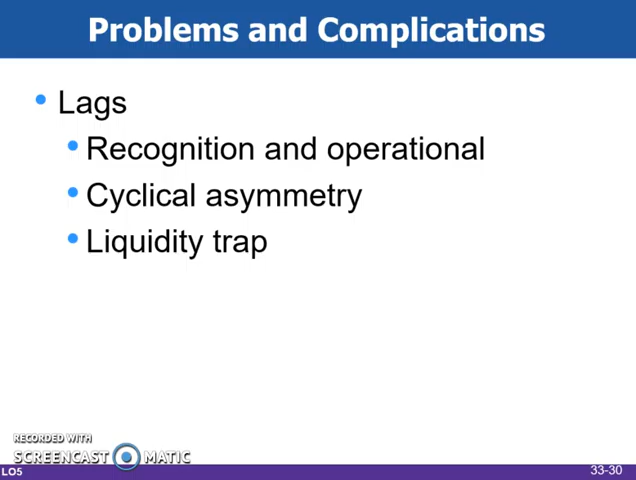 Problems and Complications
• Lags
• Recognition and operational
• Cyclical asymmetry
• Liquidity trap
RECORDED WITH
SCREENCAST MATIC
LO5
33-30